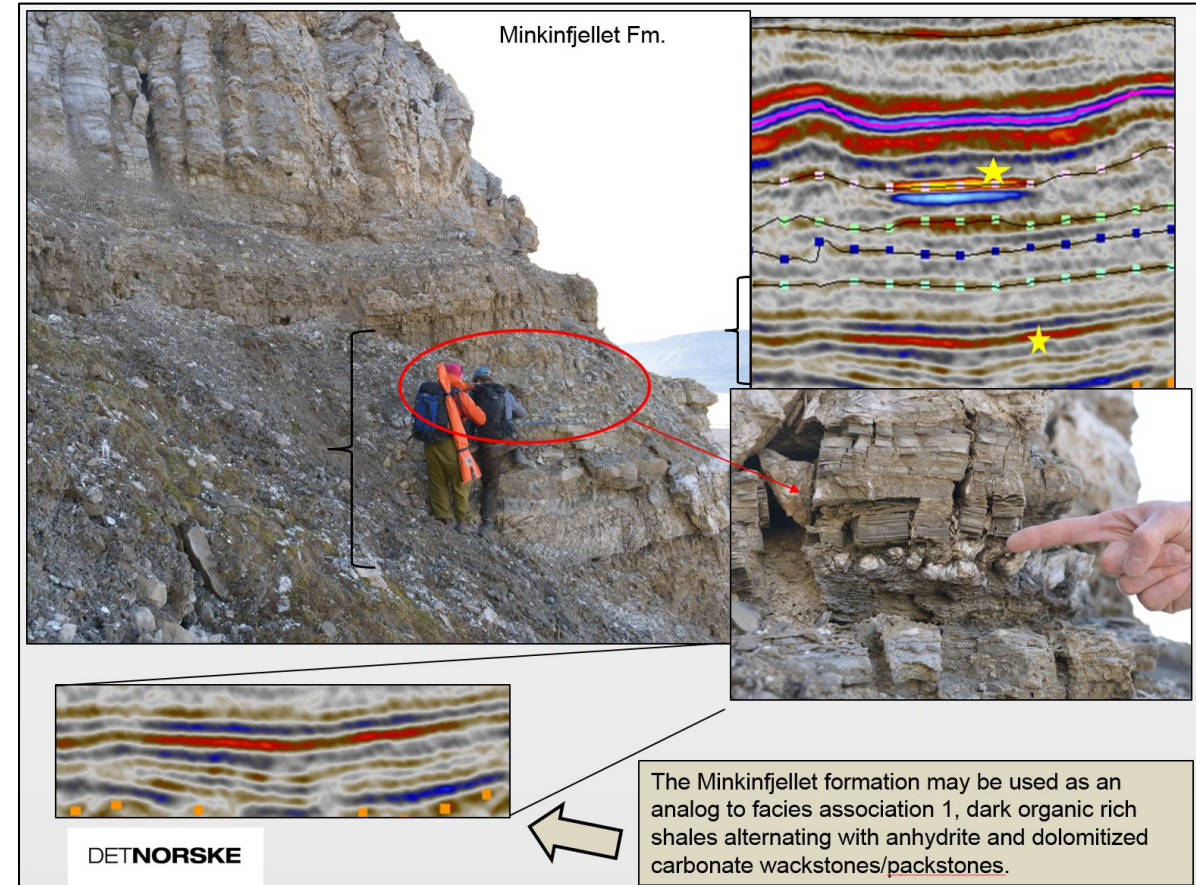 Minkinfjellet Fm.
The Minkinfjellet formation may be used as an
analog to facies association 1, dark organic rich
shales alternating with anhydrite and dolomitized
carbonate wackstones/packstones.
DETNORSKE